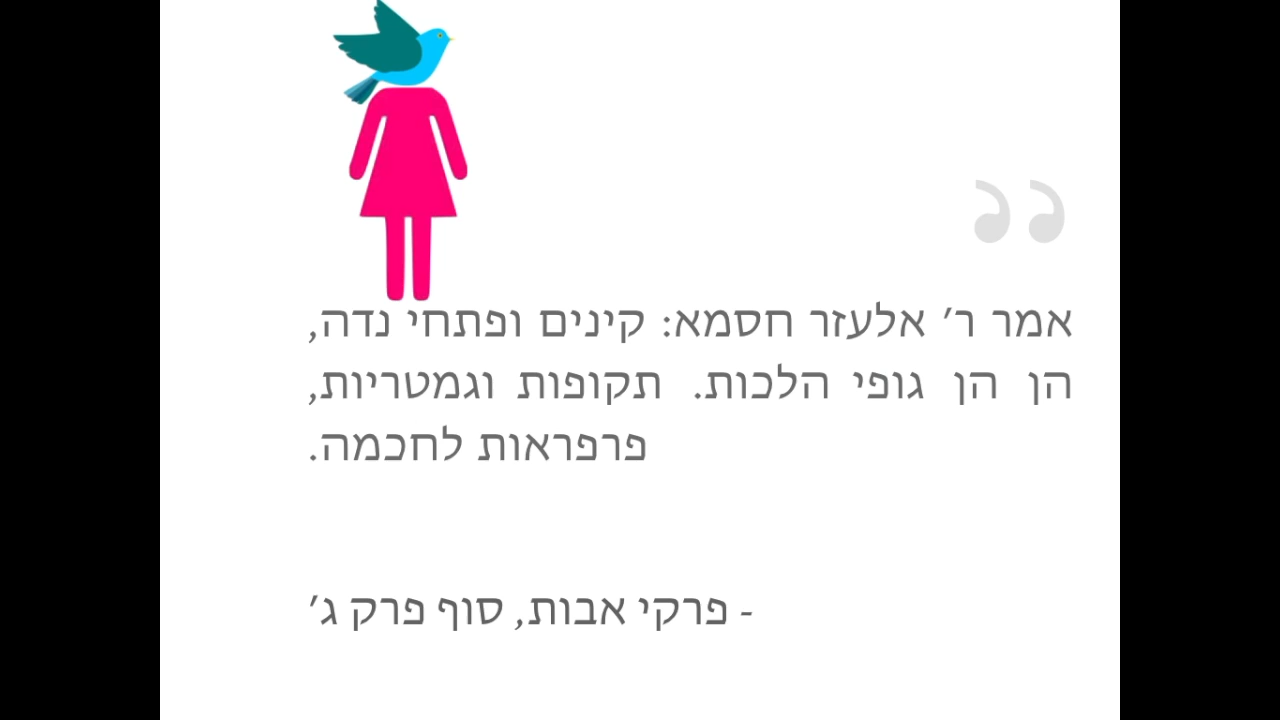 אמר ר' אלעזר חסמא: קינים ופתחי נדה,
הן הן גופי הלכות. תקופות וגמטריות,
פרפראות לחכמה.
- פרקי אבות, סוף פרק ג'